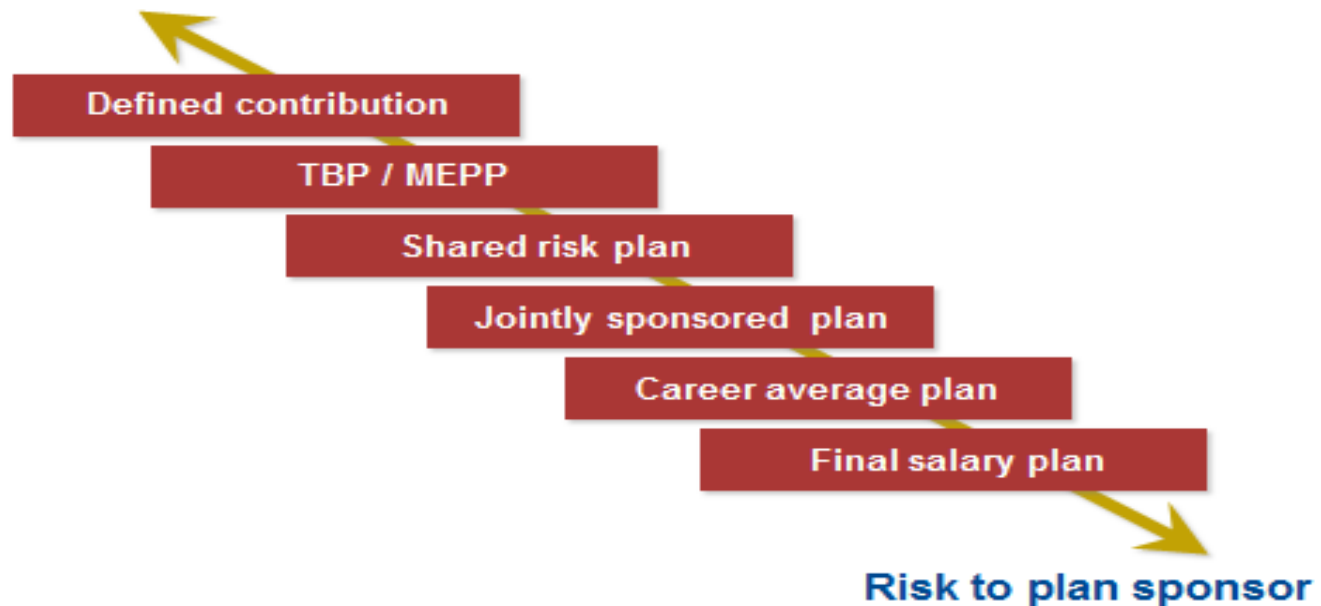 Defined contribution
TBP / MEPP
Shared risk plan
Jointly sponsored plan
Career average plan
Final salary plan
Risk to plan sponsor